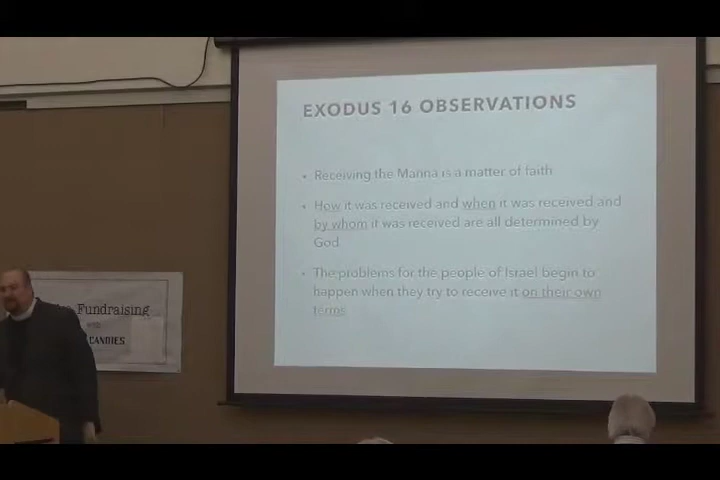 EXODUS 16 OBSERVATIONS
• Receiving the Manna is a matter of faith
• How it was received and when it was received and
by whom it was received are all determined by
God
• The problems for the people of Israel begin to
happen when they try to receive it on their own
terms
Fundraising
with
CANDIES